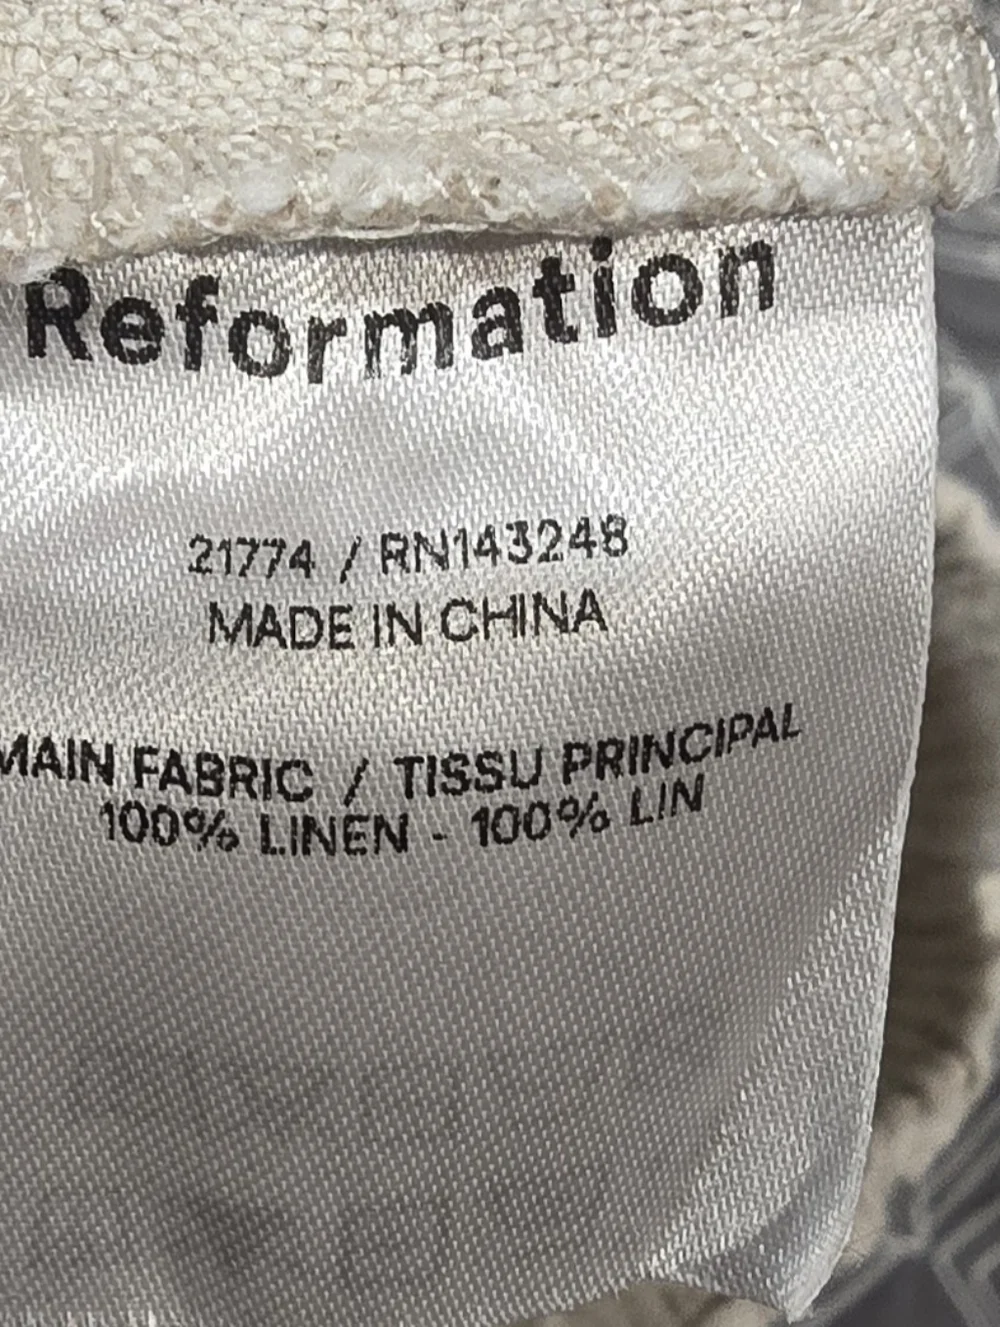 Reformation
21774 / RN143248
MADE IN CHINA
MAIN FABRIC / TISSU PRINCIPAL
100% LINEN - 100% LIN